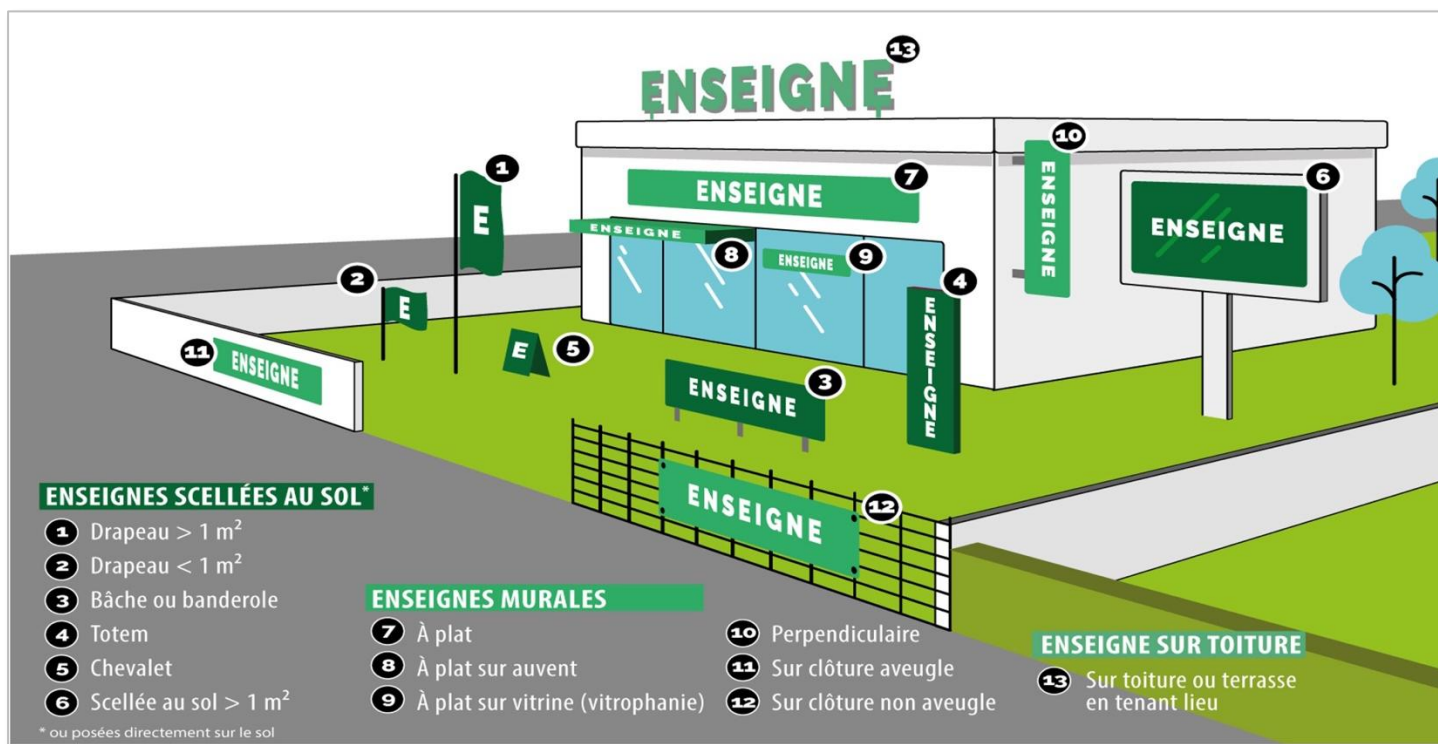 13
ENSEIGNE
10
ENSEIGNE
1
E
ENSEIGNE
7
6
ENSEIGNE
ENSEIGNE
8
ENSEIGNE
9
2
E
4
ENSEIGNE
E
5
11
ENSEIGNE
3
ENSEIGNE
ENSEIGNE
12
ENSEIGNES SCELLÉES AU SOL*
1 Drapeau > 1 m²
2 Drapeau < 1 m²
3 Bâche ou banderole
4 Totem
5 Chevalet
6 Scellée au sol > 1 m²
* ou posées directement sur le sol
ENSEIGNES MURALES
7 À plat
8 À plat sur auvent
9 À plat sur vitrine (vitrophanie)
10 Perpendiculaire
11 Sur clôture aveugle
12 Sur clôture non aveugle
ENSEIGNE SUR TOITURE
13 Sur toiture ou terrasse
en tenant lieu